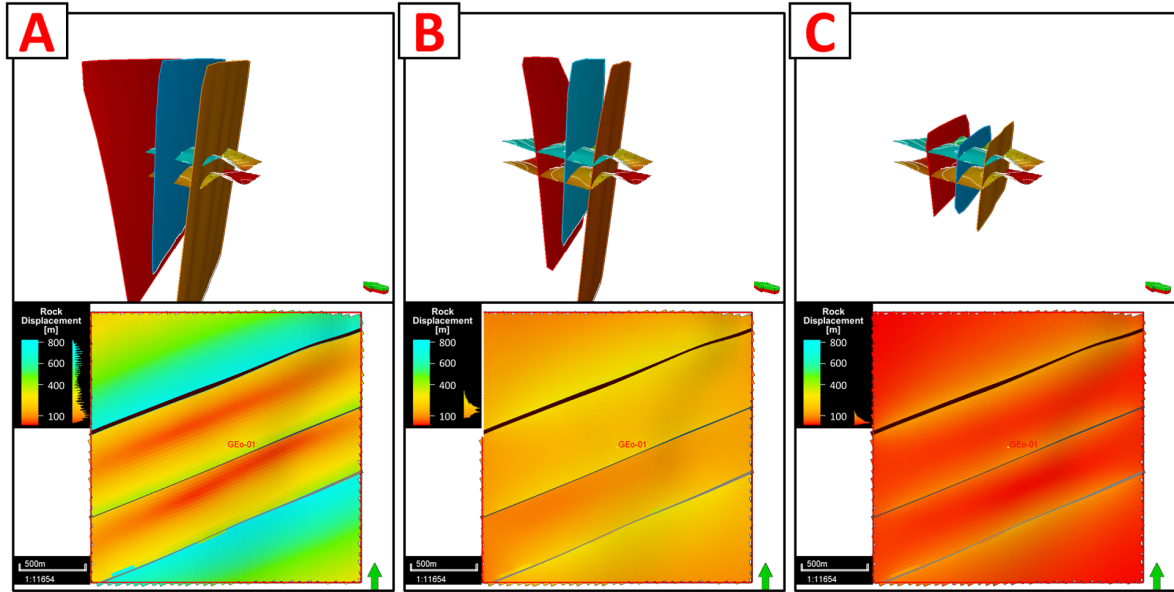 A
B
C
Rock
Displacement
[m]
800
600
400
100
GEo-01
500m
1:11654
Rock
Displacement
[m]
800
600
400
100
GEo-01
500m
1:11654
Rock
Displacement
[m]
800
600
400
100
GEo-01
500m
1:11654